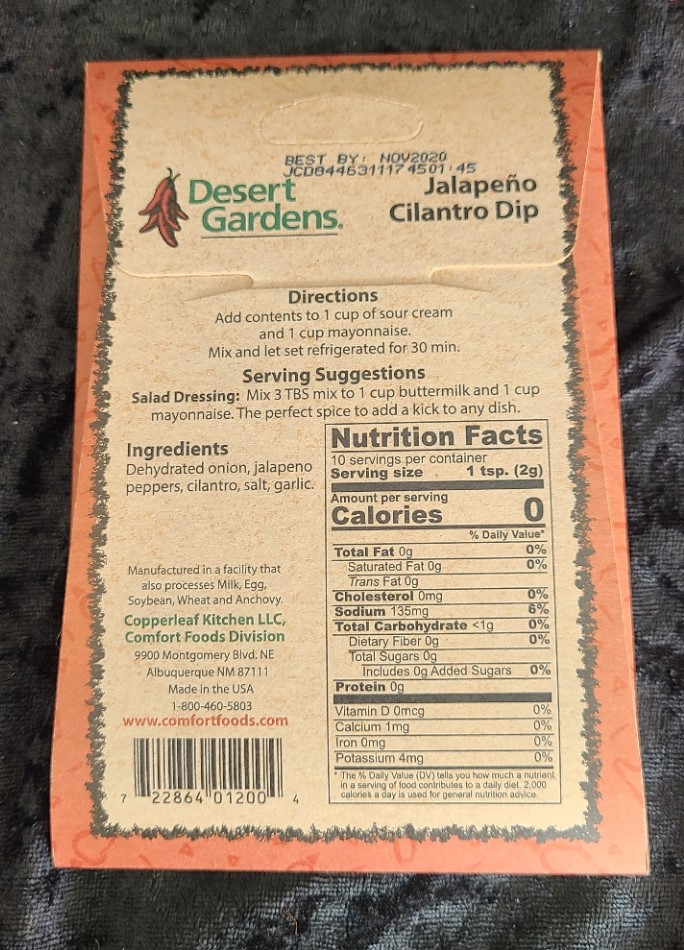 BEST BY: NOV2020
JCD0446311174501:45
Desert
Gardens.
Jalapeño
Cilantro Dip
Directions
Add contents to 1 cup of sour cream
and 1 cup mayonnaise.
Mix and let set refrigerated for 30 min.
Serving Suggestions
Salad Dressing: Mix 3 TBS mix to 1 cup buttermilk and 1 cup
mayonnaise. The perfect spice to add a kick to any dish.
Ingredients
Dehydrated onion, jalapeno
peppers, cilantro, salt, garlic.
Manufactured in a facility that
also processes Milk, Egg,
Soybean, Wheat and Anchovy.
Copperleaf Kitchen LLC,
Comfort Foods Division
9900 Montgomery Blvd. NE
Albuquerque NM 87111
Made in the USA
1-800-460-5803
www.comfortfoods.com
7 22864 01200 4
Nutrition Facts
10 servings per container
Serving size 1 tsp. (2g)
Amount per serving
Calories 0
% Daily Value*
Total Fat 0g 0%
Saturated Fat 0g 0%
Trans Fat 0g
Cholesterol 0mg 0%
Sodium 135mg 6%
Total Carbohydrate <1g 0%
Dietary Fiber 0g 0%
Total Sugars 0g
Includes 0g Added Sugars 0%
Protein 0g
Vitamin D 0mcg 0%
Calcium 1mg 0%
Iron 0mg 0%
Potassium 4mg 0%
* The % Daily Value (DV) tells you how much a nutrient
in a serving of food contributes to a daily diet. 2,000
calories a day is used for general nutrition advice.